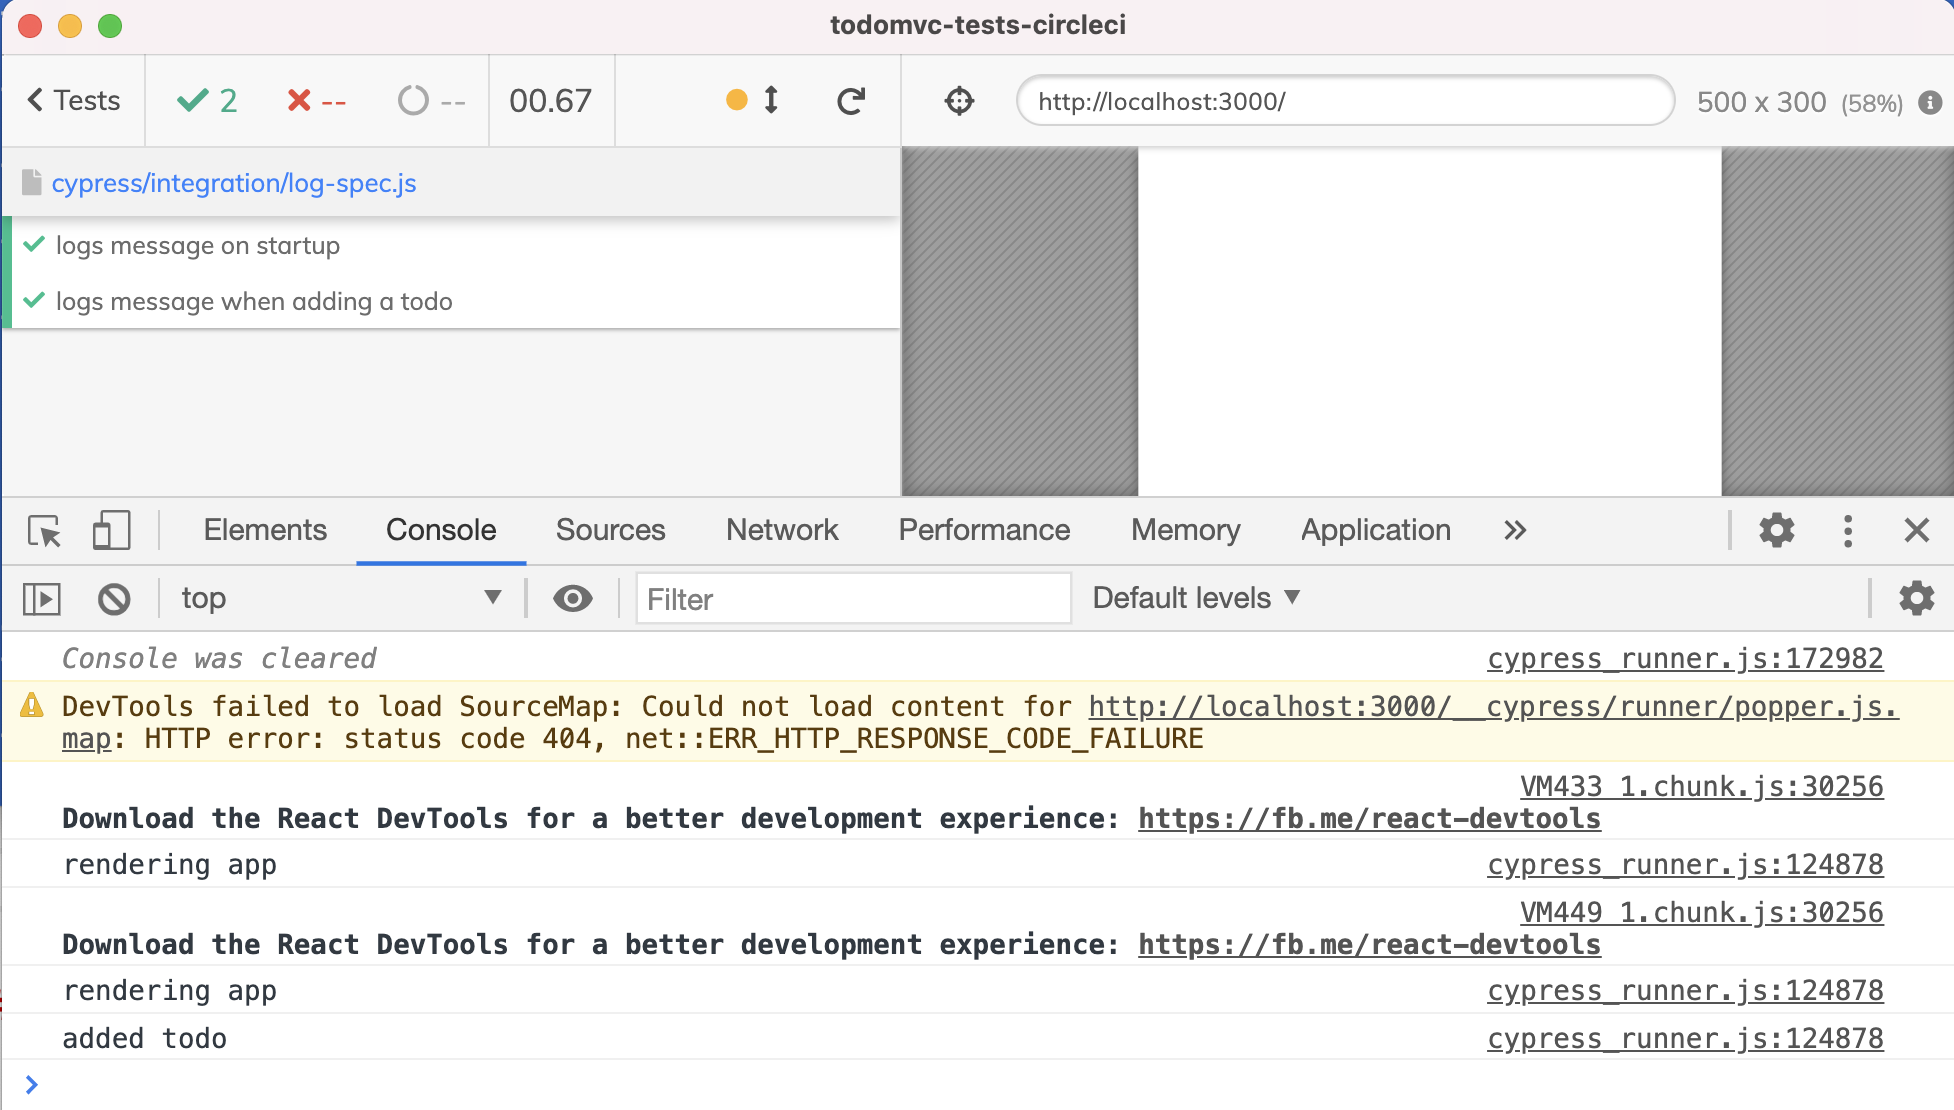 todomvc-tests-circleci
Tests 2 -- -- 00.67 http://localhost:3000/ 500 x 300 (58%)
cypress/integration/log-spec.js
logs message on startup
logs message when adding a todo
Elements Console Sources Network Performance Memory Application »
top Filter Default levels
Console was cleared cypress_runner.js:172982
DevTools failed to load SourceMap: Could not load content for http://localhost:3000/__cypress/runner/popper.js.
map: HTTP error: status code 404, net::ERR_HTTP_RESPONSE_CODE_FAILURE
VM433 1.chunk.js:30256
Download the React DevTools for a better development experience: https://fb.me/react-devtools
rendering app cypress_runner.js:124878
VM449 1.chunk.js:30256
Download the React DevTools for a better development experience: https://fb.me/react-devtools
rendering app cypress_runner.js:124878
added todo cypress_runner.js:124878